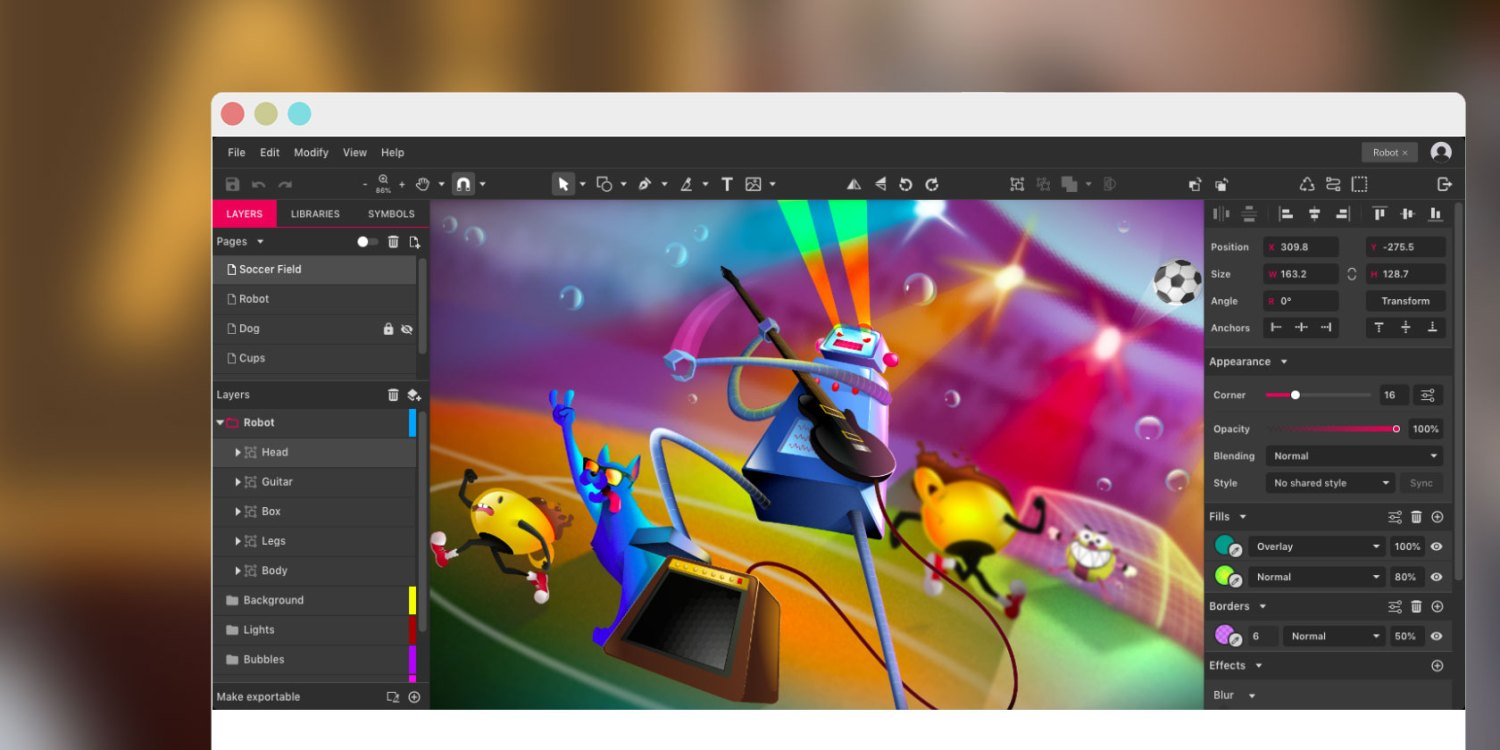 File Edit Modify View Help Robot ×
- 86% + T
LAYERS LIBRARIES SYMBOLS
Pages
Soccer Field
Robot
Dog
Cups
Layers
Robot
Head
Guitar
Box
Legs
Body
Background
Lights
Bubbles
Make exportable
Position X 309.8 Y -275.5
Size W 163.2 H 128.7
Angle R 0° Transform
Anchors
Appearance
Corner 16
Opacity 100%
Blending Normal
Style No shared style Sync
Fills
Overlay 100%
Normal 80%
Borders
6 Normal 50%
Effects
Blur